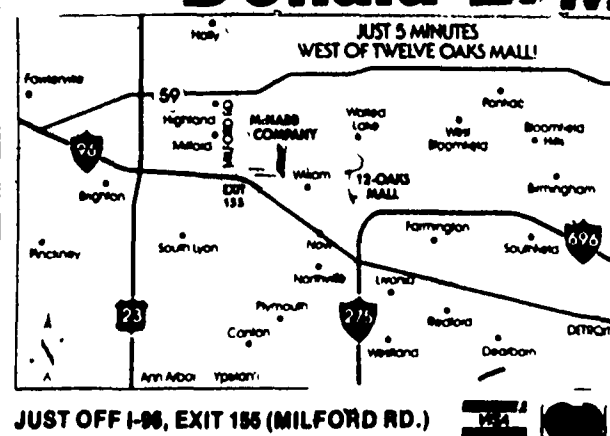 JUST 5 MINUTES
WEST OF TWELVE OAKS MALL!
Holly
Fowlerville
59
Pontiac
Highland
MILFORD RD
McNABB
COMPANY
Walled
Lake
West
Bloomfield
Bloomfield
Hills
Milford
96
EXIT
155
Wixom
12-OAKS
MALL
Birmingham
Brighton
Farmington
Southfield
696
Pinckney
South Lyon
Novi
Northville
Livonia
23
Plymouth
275
Redford
DETROIT
Canton
Westland
Dearborn
Ann Arbor
Ypsilanti
JUST OFF I-96, EXIT 155 (MILFORD RD.)
VISA